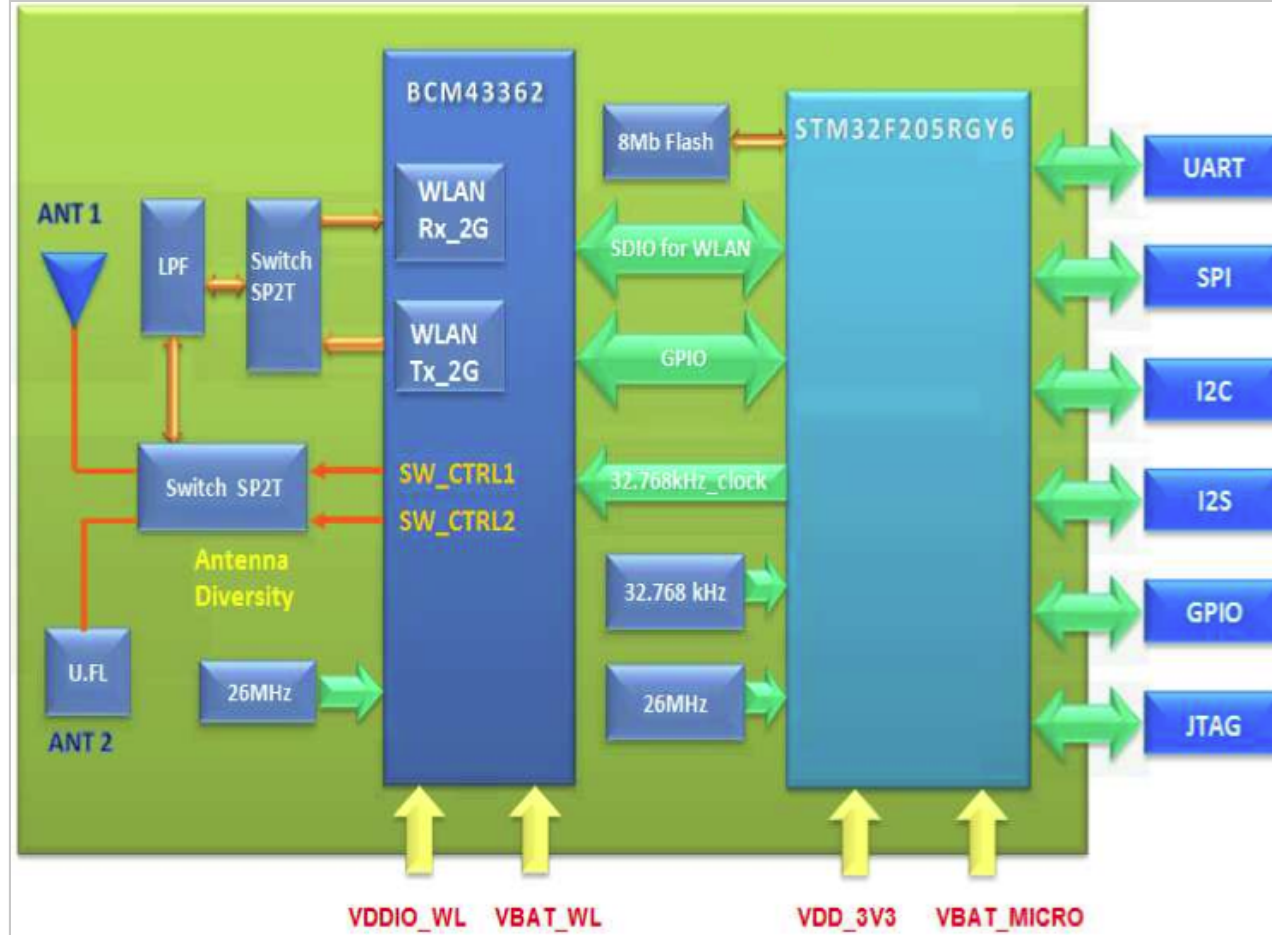 BCM43362
STM32F205RGY6
8Mb Flash
UART
WLAN
Rx_2G
ANT 1
LPF
Switch
SP2T
SDIO for WLAN
SPI
WLAN
Tx_2G
GPIO
I2C
Switch SP2T
SW_CTRL1
SW_CTRL2
32.768kHz_clock
I2S
Antenna
Diversity
32.768 kHz
GPIO
U.FL
ANT 2
26MHz
26MHz
JTAG
VDDIO_WL
VBAT_WL
VDD_3V3
VBAT_MICRO